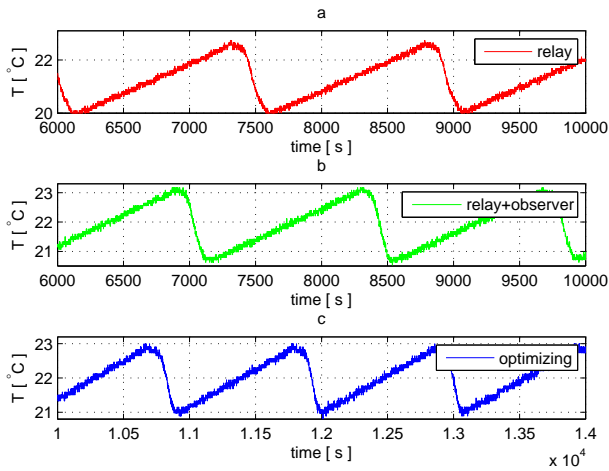 a
T [ °C ]
22
20
relay
6000 6500 7000 7500 8000 8500 9000 9500 10000
time [ s ]
b
T [ °C ]
23
22
21
relay+observer
6000 6500 7000 7500 8000 8500 9000 9500 10000
time [ s ]
c
T [ °C ]
23
22
21
optimizing
1 1.05 1.1 1.15 1.2 1.25 1.3 1.35 1.4
time [ s ]
x 10^4